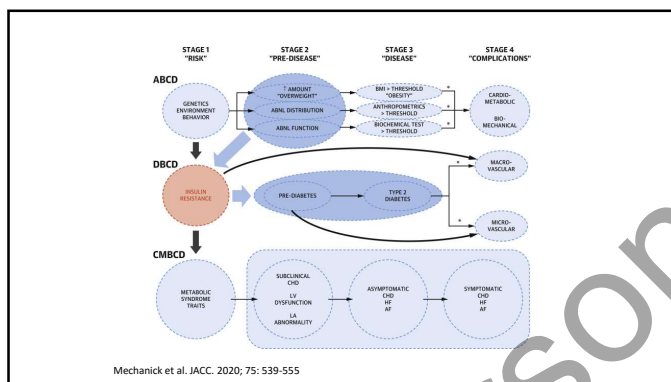 STAGE 1
"RISK"
STAGE 2
"PRE-DISEASE"
STAGE 3
"DISEASE"
STAGE 4
"COMPLICATIONS"
ABCD
GENETICS
ENVIRONMENT
BEHAVIOR
↑ AMOUNT
"OVERWEIGHT"
ABNL DISTRIBUTION
ABNL FUNCTION
BMI > THRESHOLD
"OBESITY"
ANTHROPOMETRICS
> THRESHOLD
BIOCHEMICAL TEST
> THRESHOLD
*
*
*
CARDIO-
METABOLIC
BIO-
MECHANICAL
DBCD
INSULIN
RESISTANCE
PRE-DIABETES
TYPE 2
DIABETES
*
*
MACRO-
VASCULAR
MICRO-
VASCULAR
CMBCD
METABOLIC
SYNDROME
TRAITS
SUBCLINICAL
CHD
LV
DYSFUNCTION
LA
ABNORMALITY
ASYMPTOMATIC
CHD
HF
AF
SYMPTOMATIC
CHD
HF
AF
Mechanick et al. JACC. 2020; 75: 539-555